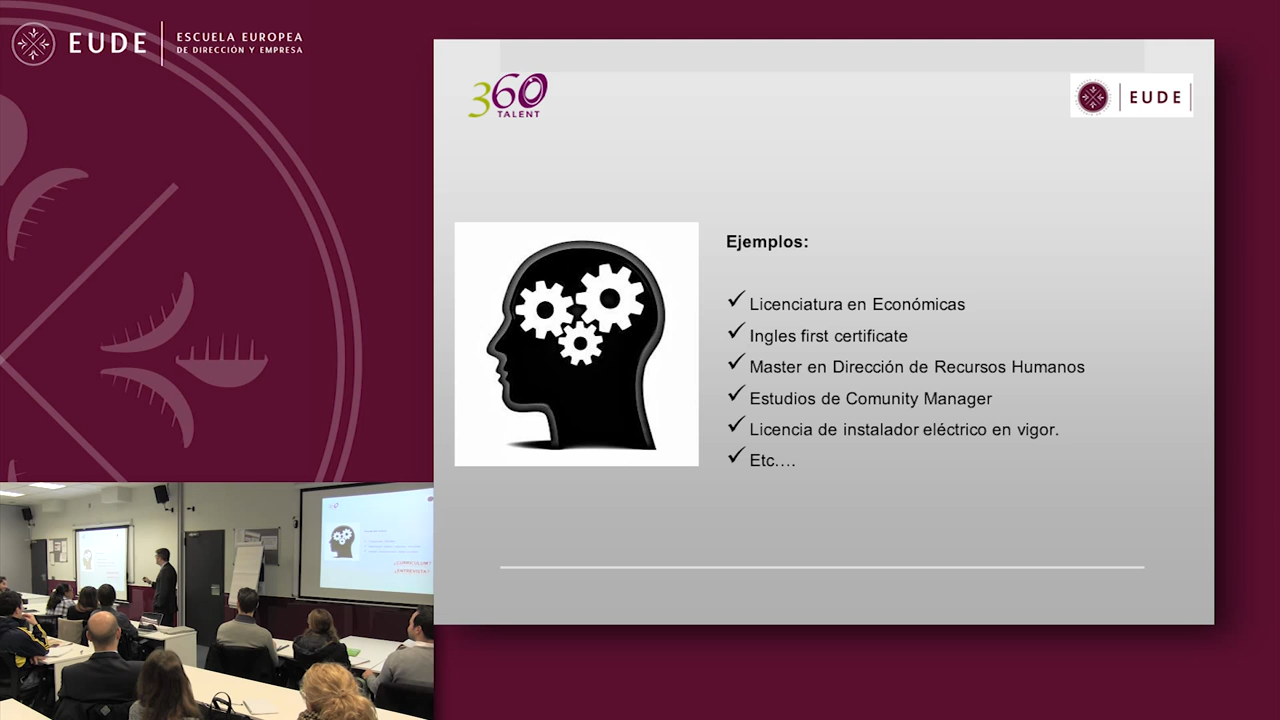 EUDE
ESCUELA EUROPEA
DE DIRECCIÓN Y EMPRESA
360
TALENT
EUDE
Ejemplos:
Licenciatura en Económicas
Ingles first certificate
Master en Dirección de Recursos Humanos
Estudios de Comunity Manager
Licencia de instalador eléctrico en vigor.
Etc....